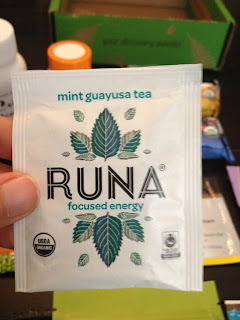 mint guayusa tea
RUNA®
focused energy
USDA
ORGANIC